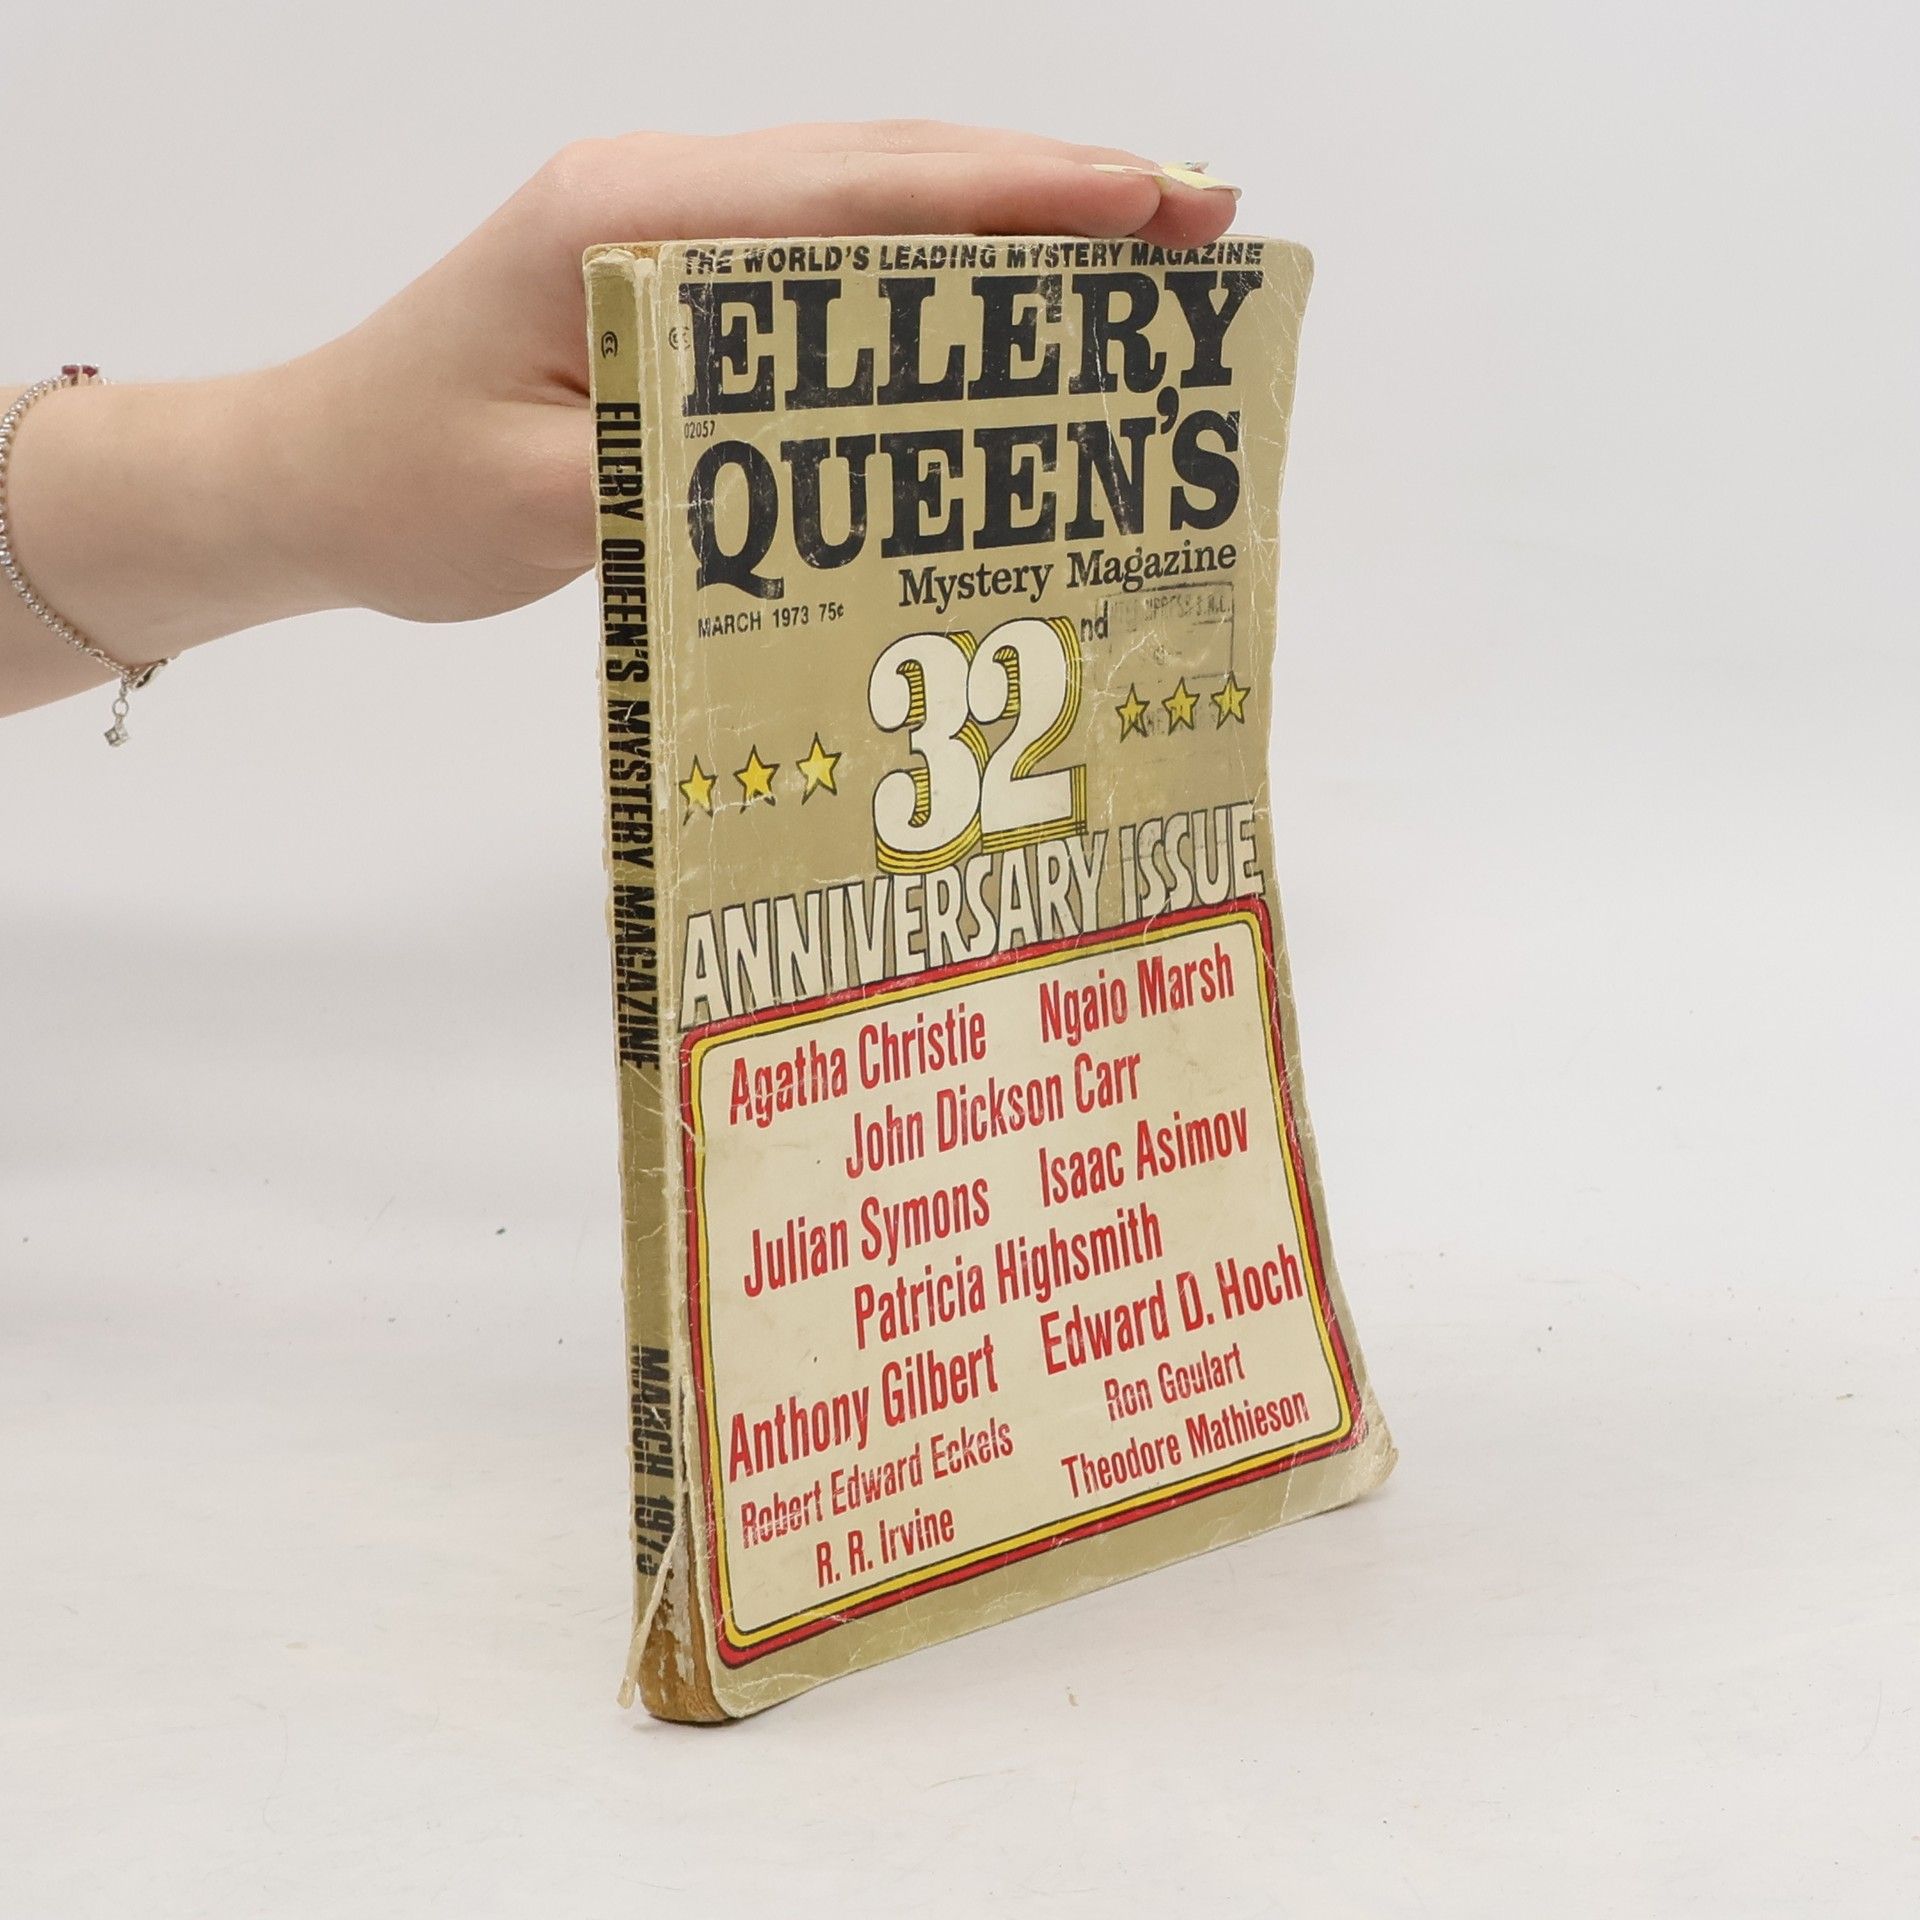 THE WORLD'S LEADING MYSTERY MAGAZINE
ELLERY
02057
QUEEN'S
Mystery Magazine
MARCH 1973 75¢
32nd
ANNIVERSARY ISSUE
Agatha Christie Ngaio Marsh
John Dickson Carr
Julian Symons Isaac Asimov
Patricia Highsmith
Anthony Gilbert Edward D. Hoch
Robert Edward Eckels Ron Goulart
R. R. Irvine Theodore Mathieson
ELLERY QUEEN'S MYSTERY MAGAZINE MARCH 1973